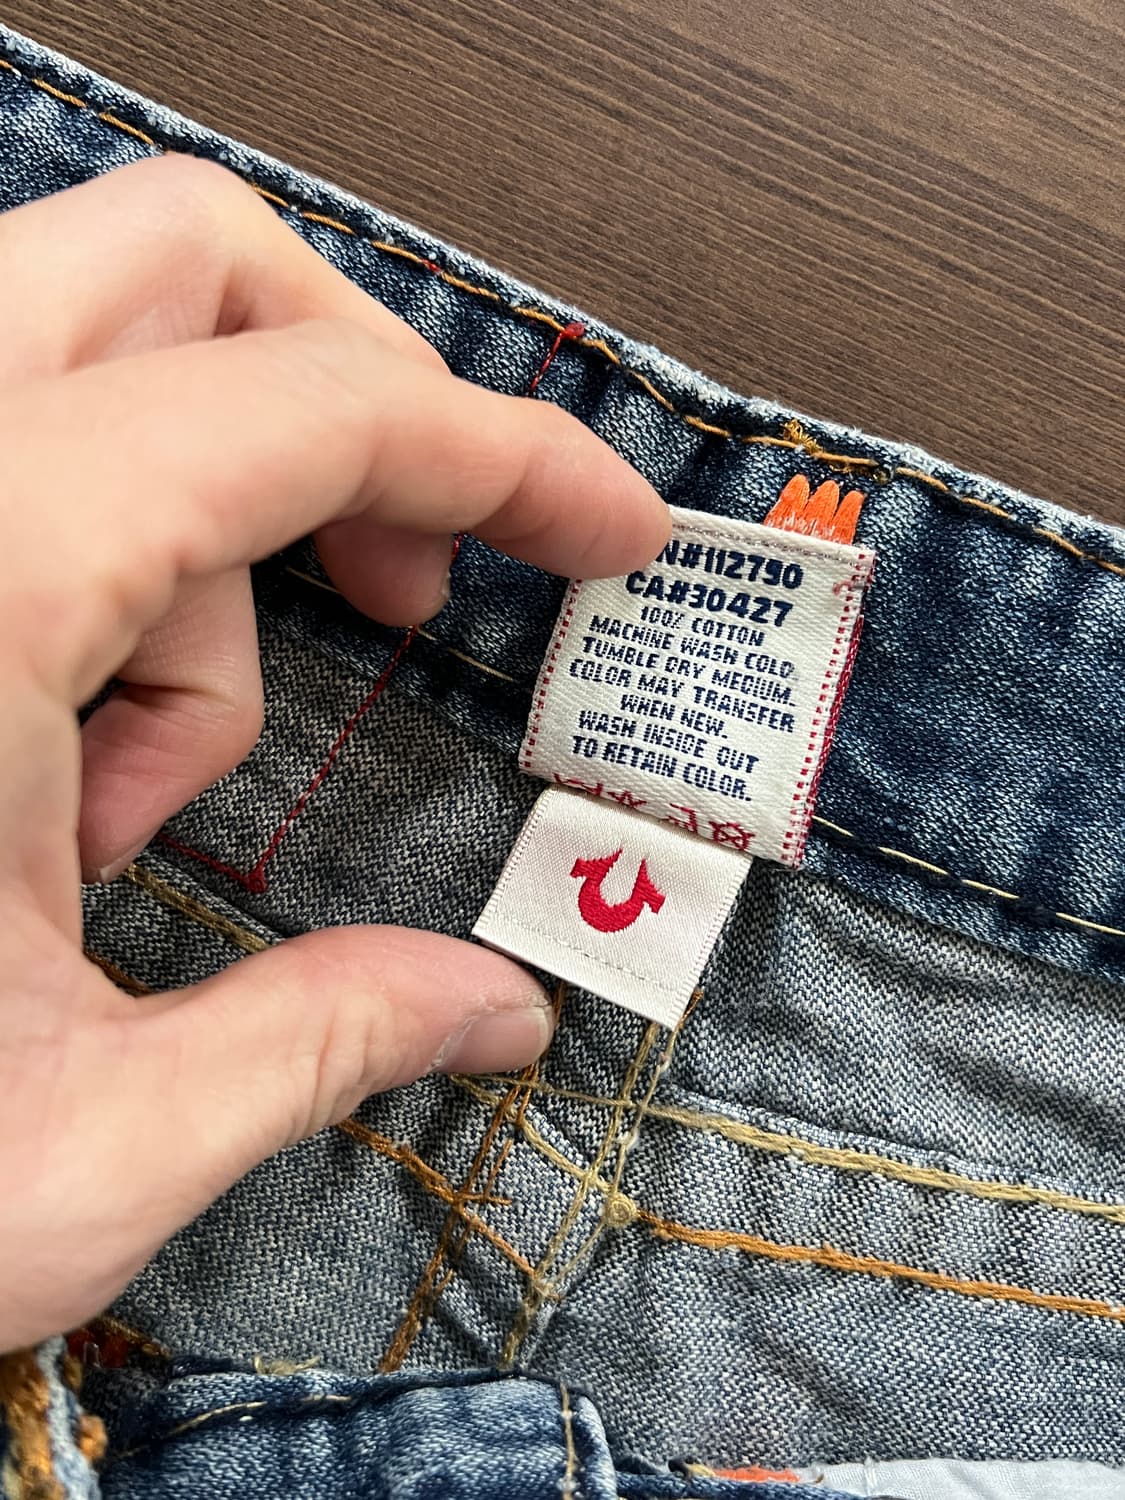 N#112790
CA#30427
100% COTTON
MACHINE WASH COLD
TUMBLE DRY MEDIUM.
COLOR MAY TRANSFER
WHEN NEW.
WASH INSIDE OUT
TO RETAIN COLOR.